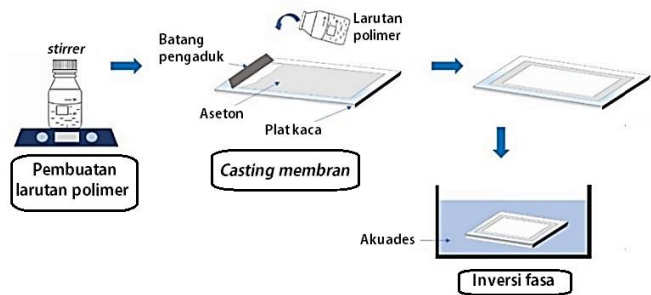 stirrer
Pembuatan
larutan polimer
Batang
pengaduk
Larutan
polimer
Aseton
Plat kaca
Casting membran
Akuades
Inversi fasa